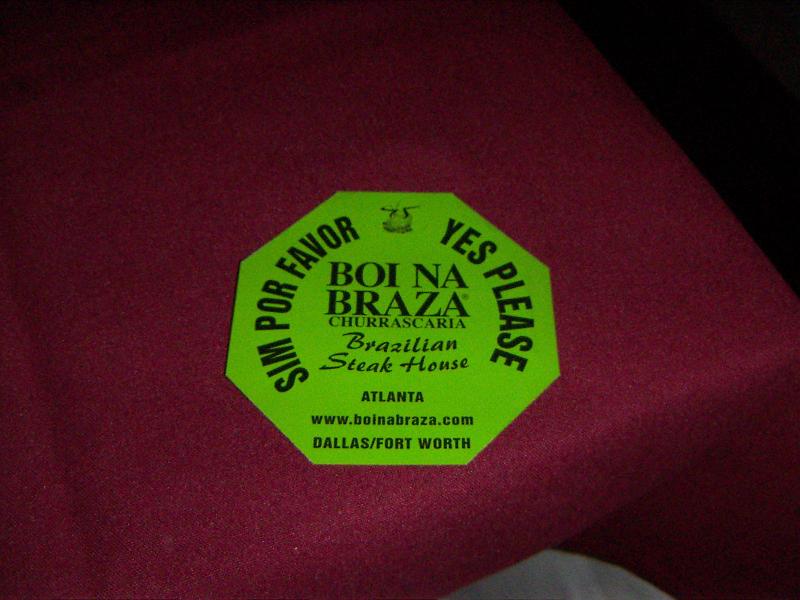 SIM POR FAVOR
YES PLEASE
BOI NA
BRAZA®
CHURRASCARIA
Brazilian
Steak House
ATLANTA
www.boinabraza.com
DALLAS/FORT WORTH